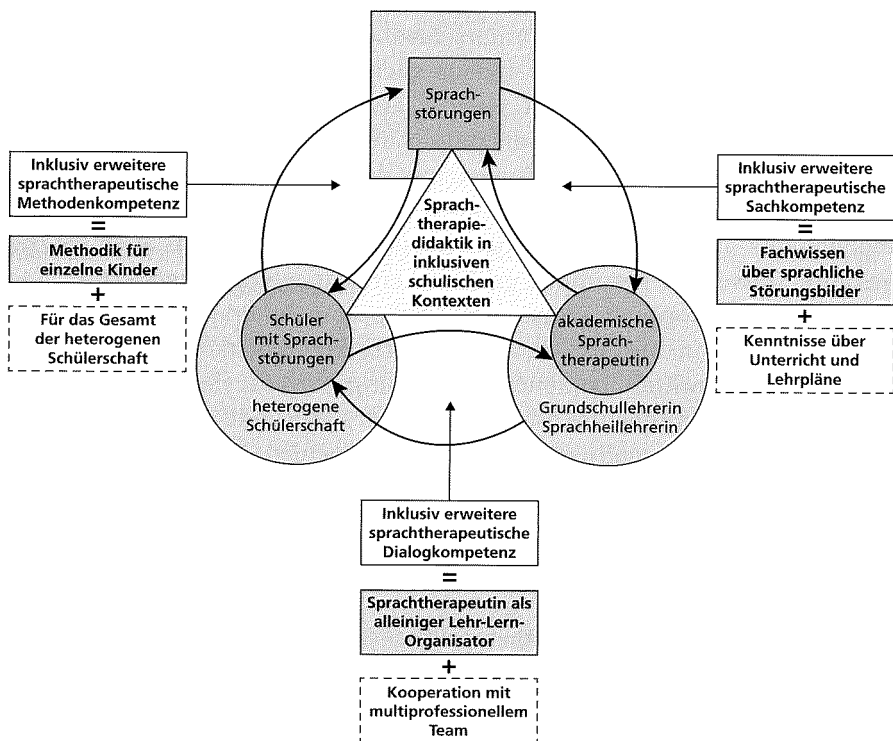 Sprach-
störungen
Inklusiv erweitere
sprachtherapeutische
Methodenkompetenz
=
Methodik für
einzelne Kinder
+
Für das Gesamt
der heterogenen
Schülerschaft
Sprach-
therapie-
didaktik in
inklusiven
schulischen
Kontexten
Inklusiv erweitere
sprachtherapeutische
Sachkompetenz
=
Fachwissen
über sprachliche
Störungsbilder
+
Kenntnisse über
Unterricht und
Lehrpläne
Schüler
mit Sprach-
störungen
heterogene
Schülerschaft
akademische
Sprach-
therapeutin
Grundschullehrerin
Sprachheillehrerin
Inklusiv erweitere
sprachtherapeutische
Dialogkompetenz
=
Sprachtherapeutin als
alleiniger Lehr-Lern-
Organisator
+
Kooperation mit
multiprofessionellem
Team